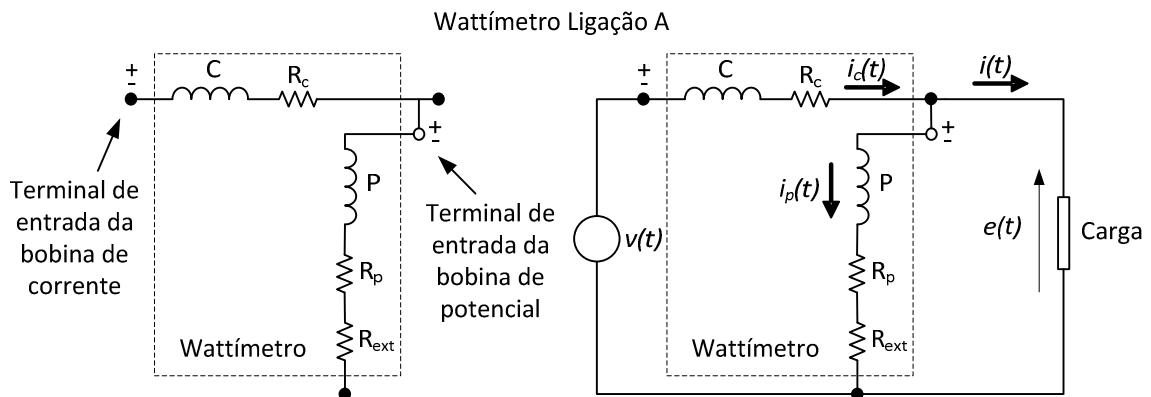 Wattímetro Ligação A
+
-
C
Rc
P
+
-
Rp
Rext
Wattímetro
Terminal de
entrada da
bobina de
corrente
Terminal de
entrada da
bobina de
potencial
+
-
C
Rc
ic(t)
i(t)
+
-
ip(t)
P
v(t)
Rp
Rext
Wattímetro
e(t)
Carga